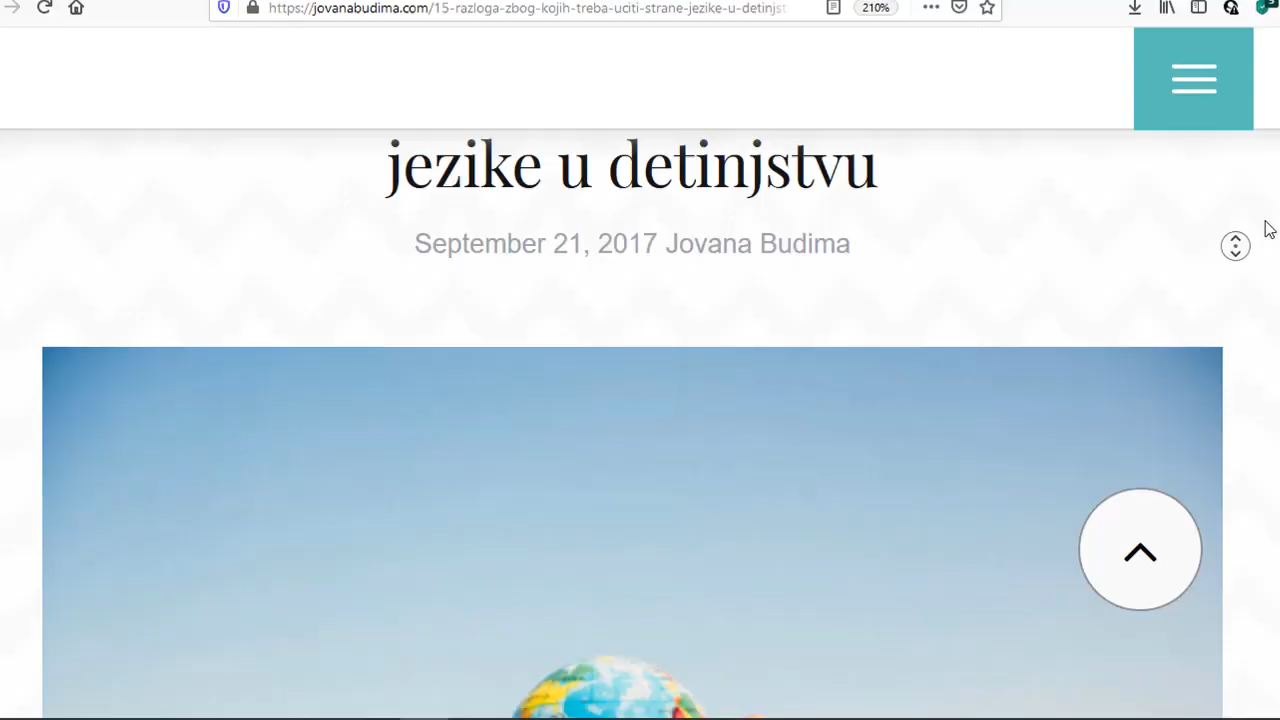 https://jovanabudima.com/15-razloga-zbog-kojih-treba-uciti-strane-jezike-u-detinjst
210%
jezike u detinjstvu
September 21, 2017 Jovana Budima